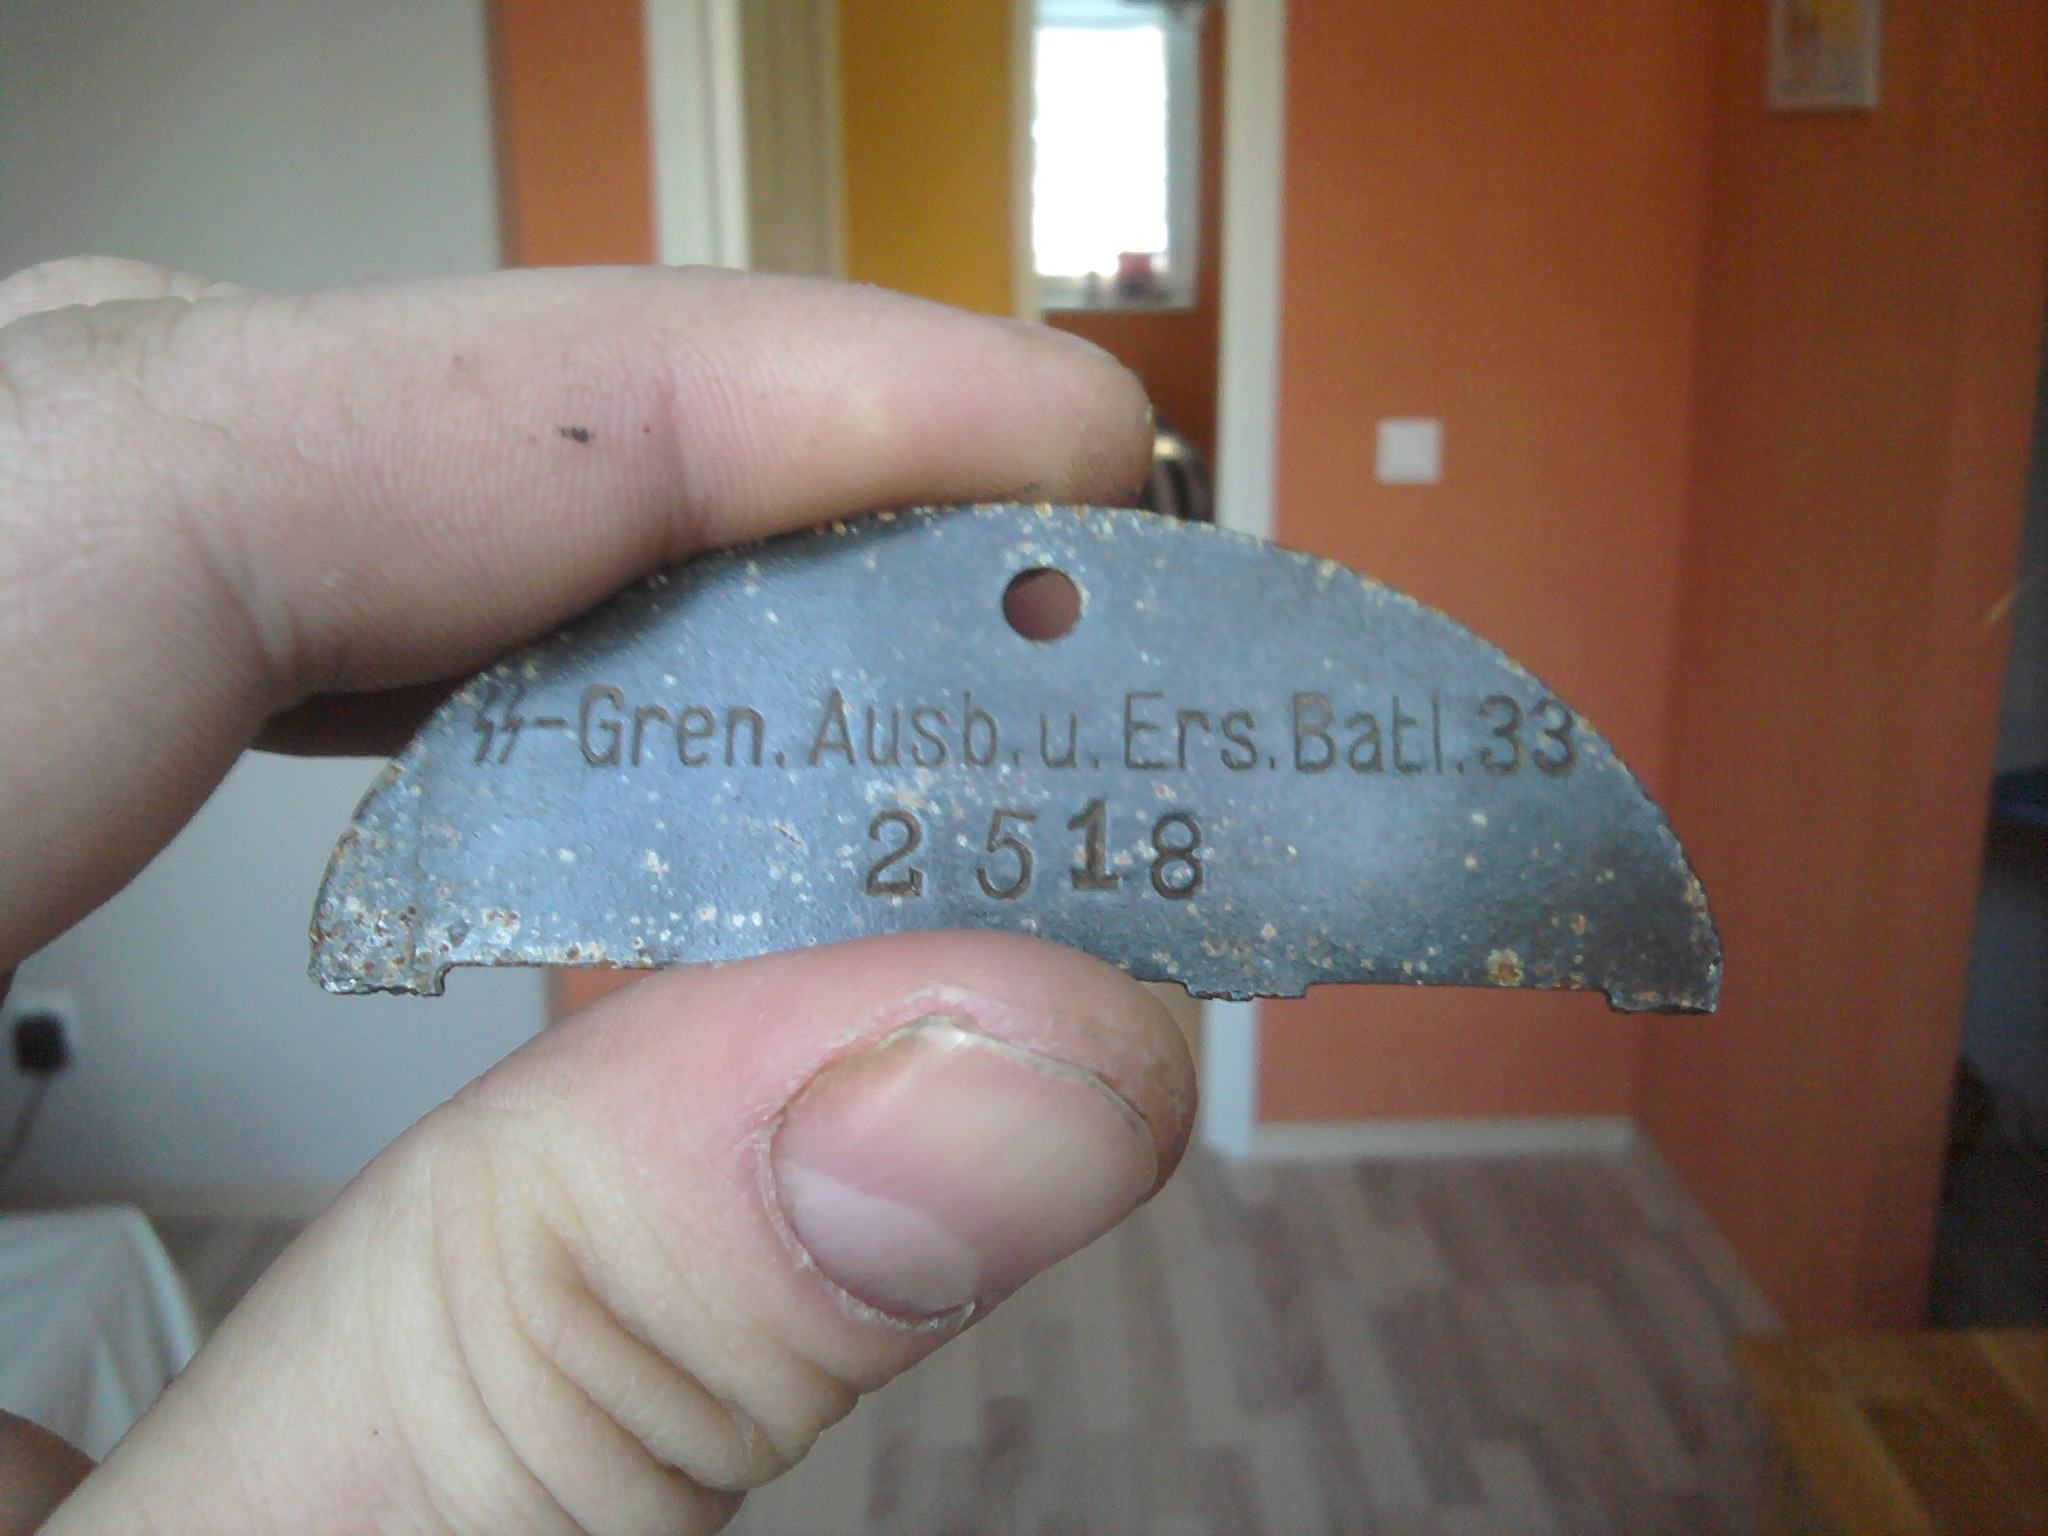 ᛋᛋ-Gren. Ausb. u. Ers. Batl. 33
2518